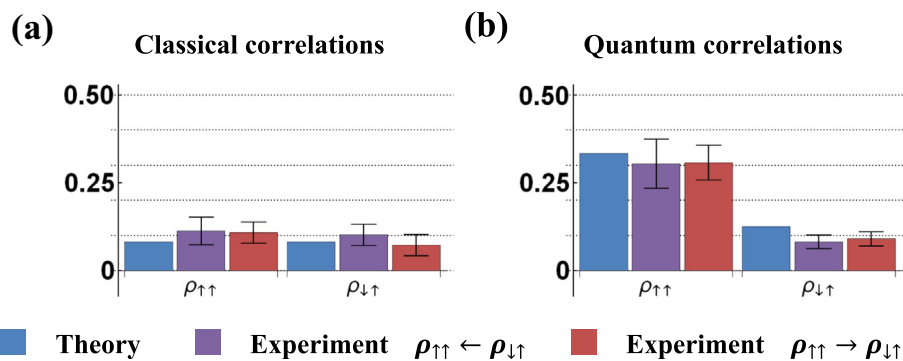 (a)
Classical correlations
0.50
0.25
0
ρ↑↑ ρ↓↑
(b)
Quantum correlations
0.50
0.25
0
ρ↑↑ ρ↓↑
Theory Experiment ρ↑↑ ← ρ↓↑ Experiment ρ↑↑ → ρ↓↑